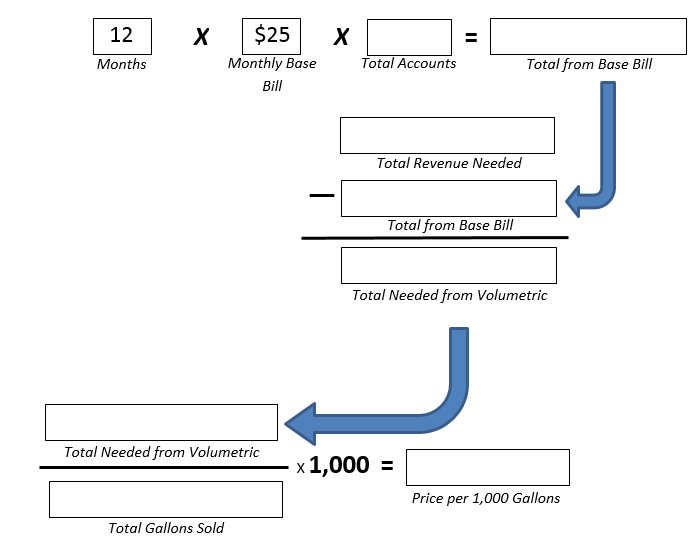 12 X $25 X =
Months Monthly Base Total Accounts Total from Base Bill
Bill
Total Revenue Needed
—
Total from Base Bill
Total Needed from Volumetric
Total Needed from Volumetric
x 1,000 =
Price per 1,000 Gallons
Total Gallons Sold